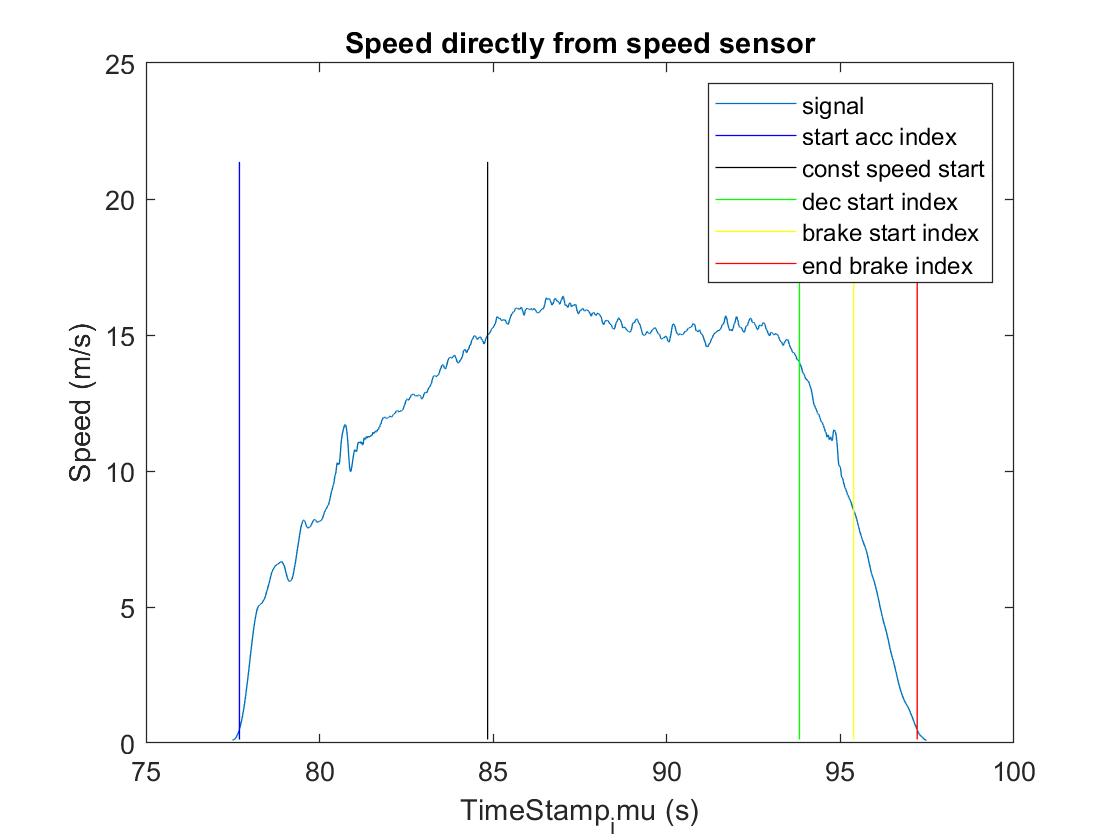 Speed directly from speed sensor
25
20
15
10
5
0
Speed (m/s)
signal
start acc index
const speed start
dec start index
brake start index
end brake index
75 80 85 90 95 100
TimeStampᵢmu (s)